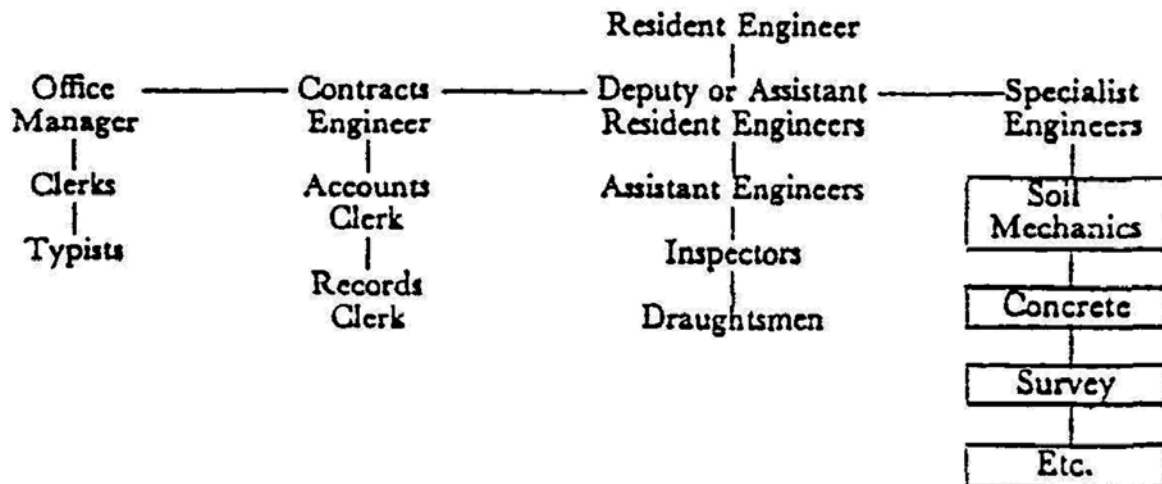 Resident Engineer
Office
Manager
Contracts
Engineer
Deputy or Assistant
Resident Engineers
Specialist
Engineers
Clerks
Accounts
Clerk
Assistant Engineers
Soil
Mechanics
Typists
Records
Clerk
Inspectors
Concrete
Draughtsmen
Survey
Etc.